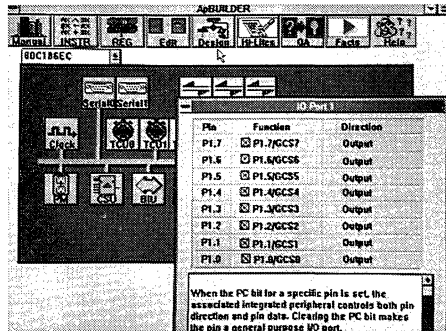 ApBUILDER
Manual INSTR REG Edit Design Hi-Lites QA Facts Help
80C186EC
Serial0 Serial1
Clock TCU0 TCU1
PM CSU BIU
IO Port 1
Pin Function Direction
P1.7 P1.7/GCS7 Output
P1.6 P1.6/GCS6 Output
P1.5 P1.5/GCS5 Output
P1.4 P1.4/GCS4 Output
P1.3 P1.3/GCS3 Output
P1.2 P1.2/GCS2 Output
P1.1 P1.1/GCS1 Output
P1.0 P1.0/GCS0 Output
When the PC bit for a specific pin is set, the
associated integrated peripheral controls both pin
direction and pin data. Clearing the PC bit makes
the pin a general purpose I/O port.